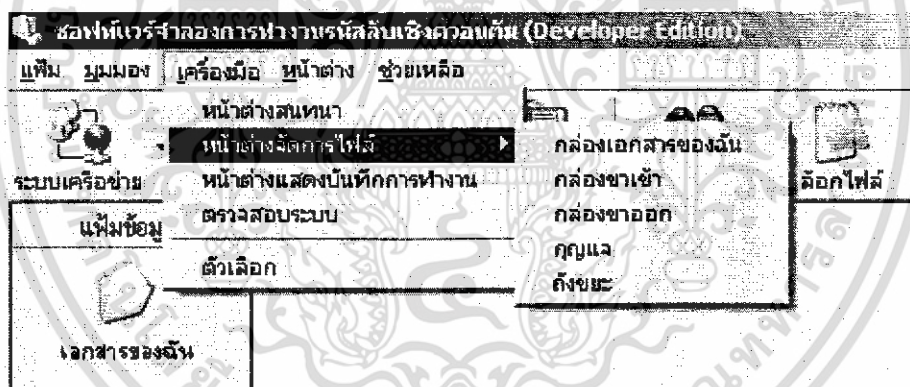 ซอฟท์แวร์จำลองการทำงานรหัสลับเชิงควอนตัม (Developer Edition)
แฟ้ม มุมมอง เครื่องมือ หน้าต่าง ช่วยเหลือ
หน้าต่างสนทนา
หน้าต่างจัดการไฟล์
หน้าต่างแสดงบันทึกการทำงาน
ตรวจสอบระบบ
ตัวเลือก
กล่องเอกสารของฉัน
กล่องขาเข้า
กล่องขาออก
กุญแจ
ถังขยะ
ระบบเครือข่าย
ล็อกไฟล์
แฟ้มข้อมู
เอกสารของฉัน